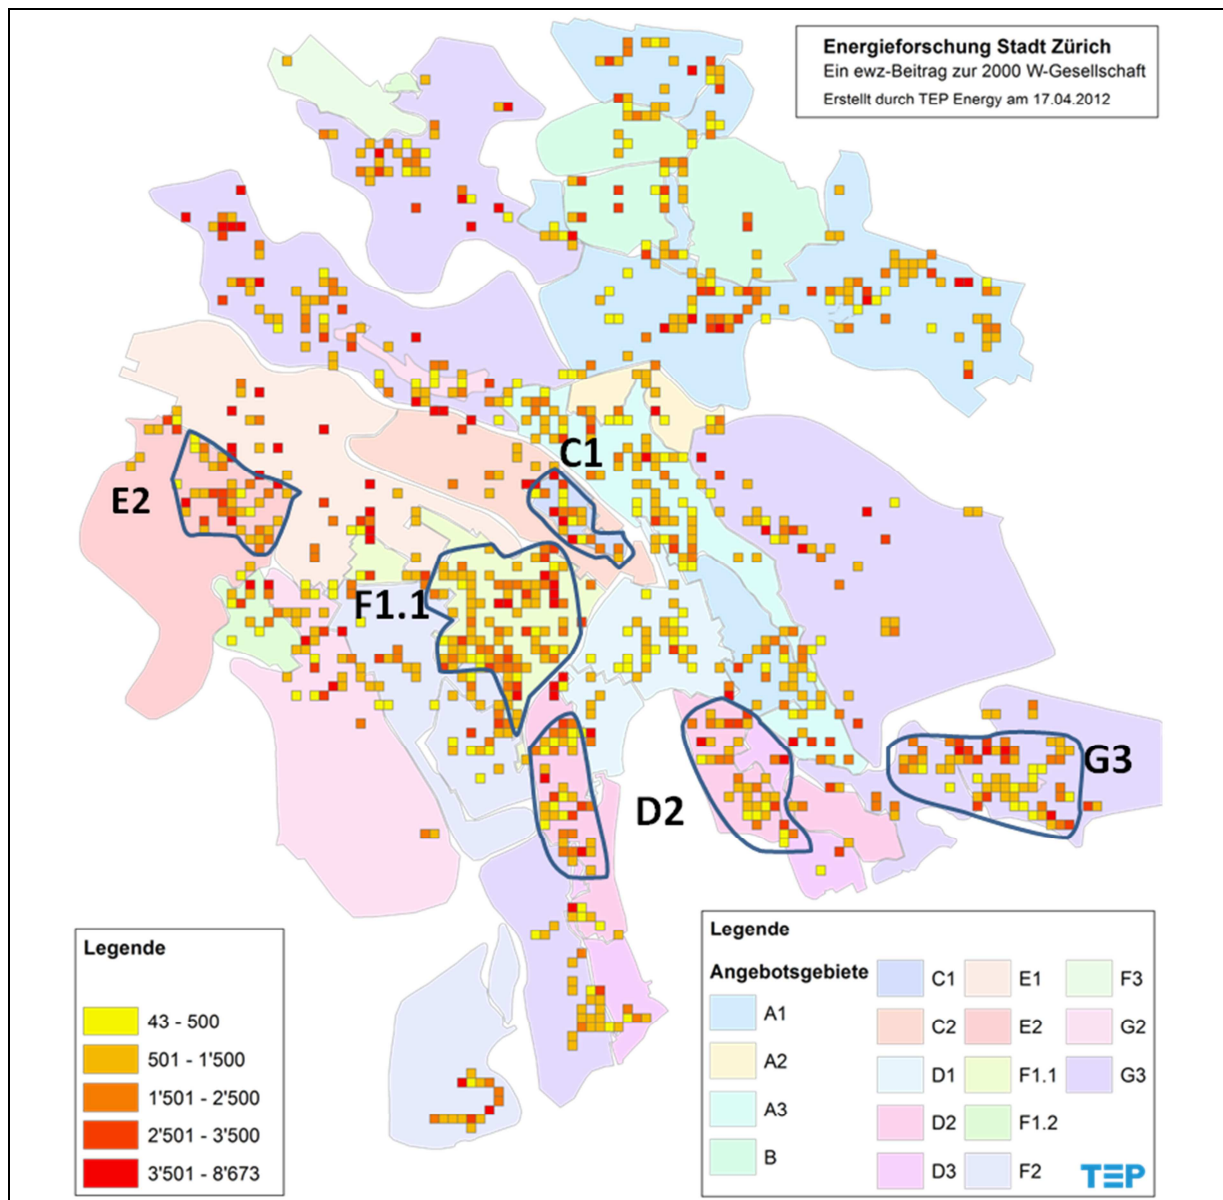 Energieforschung Stadt Zürich
Ein ewz-Beitrag zur 2000 W-Gesellschaft
Erstellt durch TEP Energy am 17.04.2012
C1
E2
F1.1
G3
D2
Legende
43 - 500
501 - 1'500
1'501 - 2'500
2'501 - 3'500
3'501 - 8'673
Legende
Angebotsgebiete
A1
A2
A3
B
C1
C2
D1
D2
D3
E1
E2
F1.1
F1.2
F2
F3
G2
G3
TEP